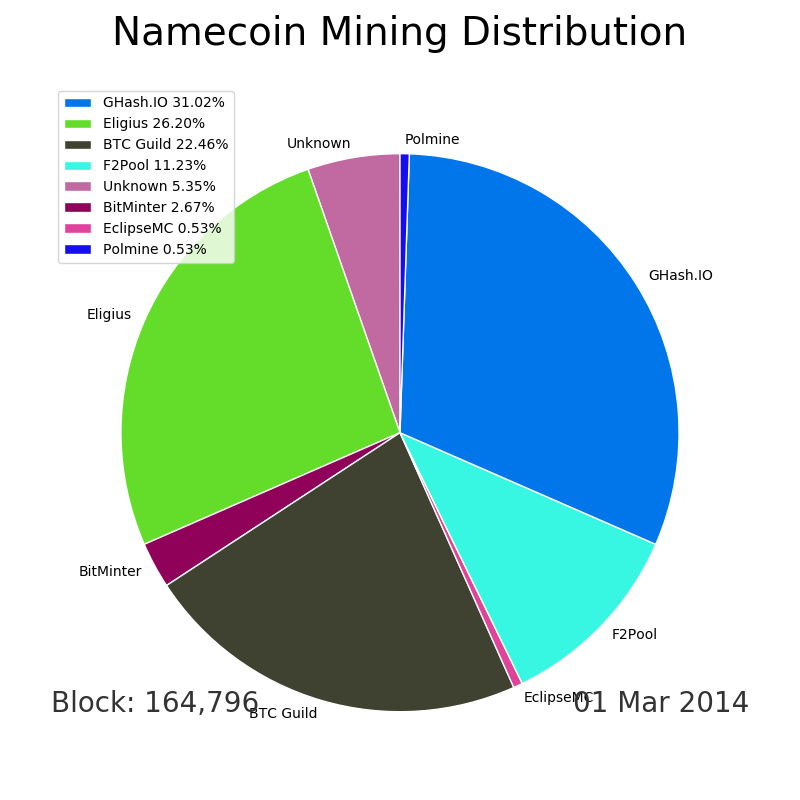 Namecoin Mining Distribution
GHash.IO 31.02%
Eligius 26.20%
BTC Guild 22.46%
F2Pool 11.23%
Unknown 5.35%
BitMinter 2.67%
EclipseMC 0.53%
Polmine 0.53%
Unknown
Polmine
GHash.IO
Eligius
BitMinter
F2Pool
EclipseMC
BTC Guild
Block: 164,796
01 Mar 2014